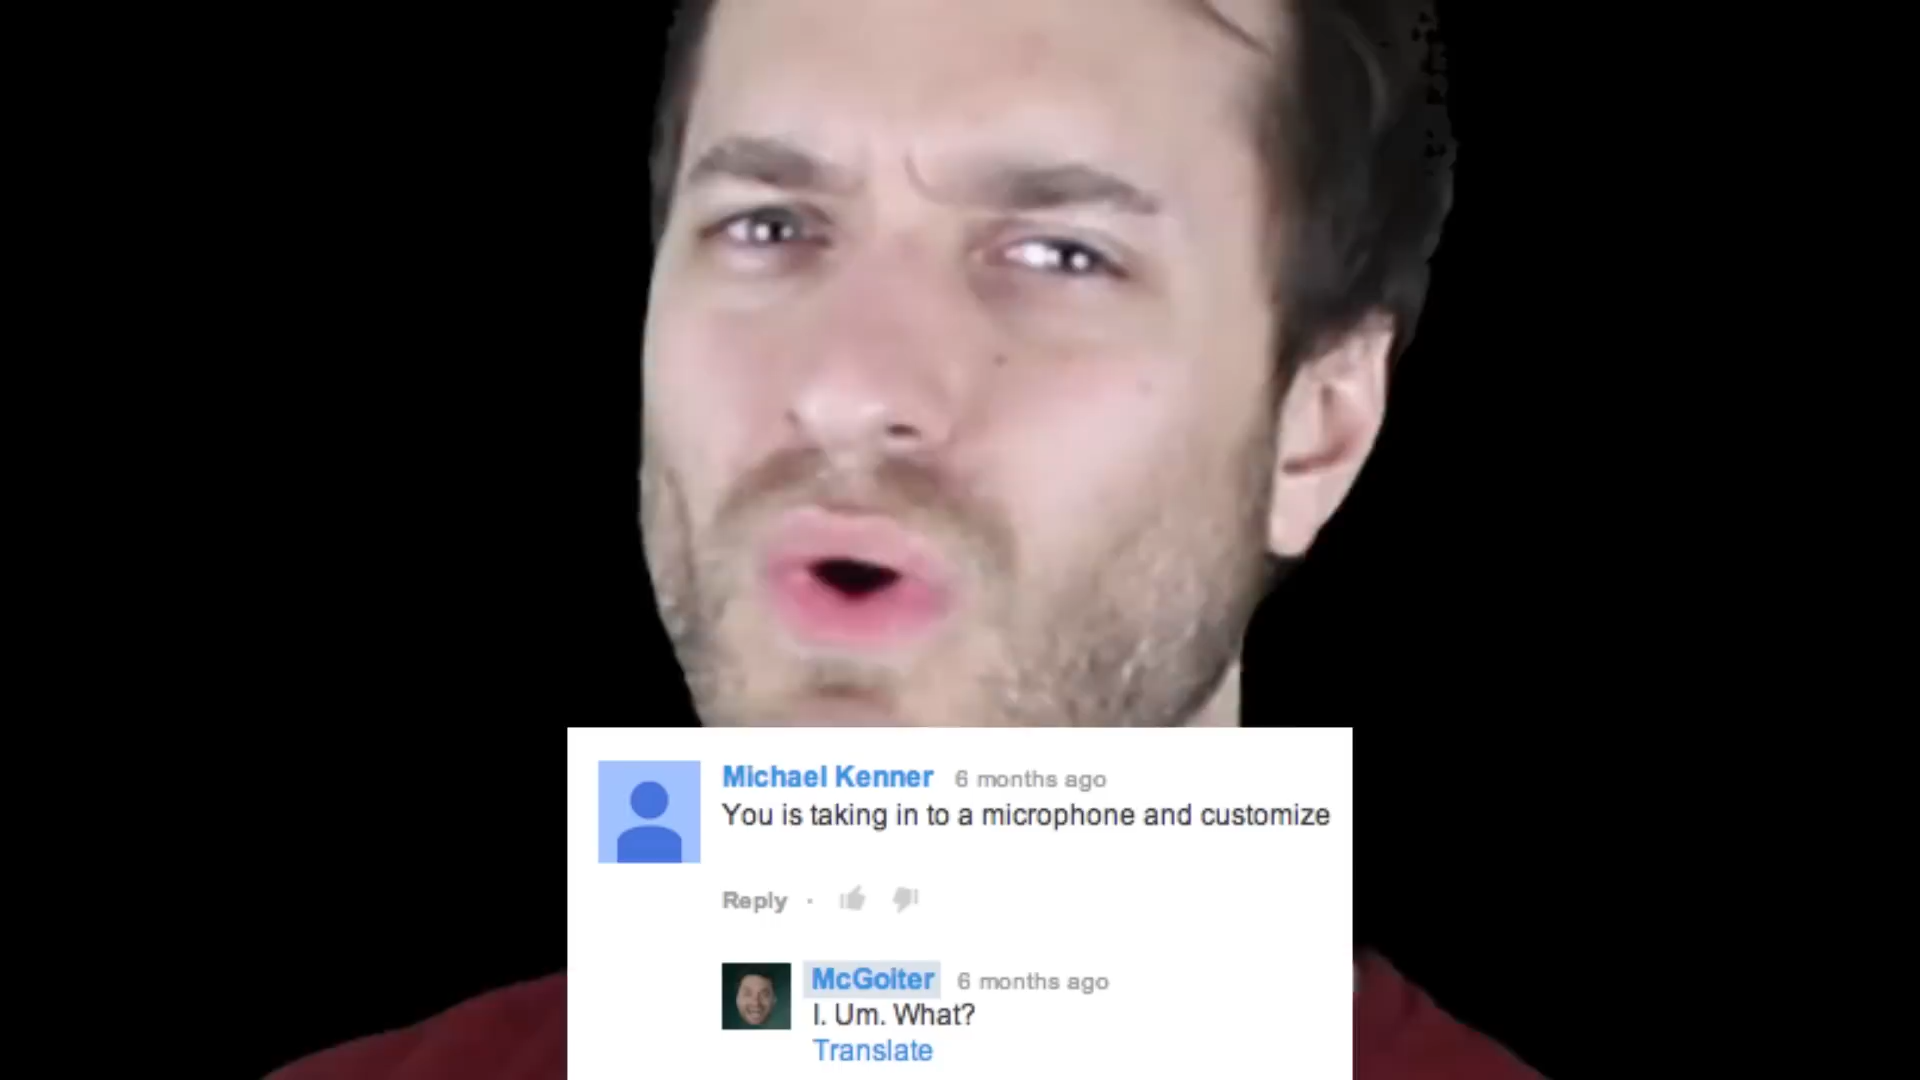 Michael Kenner 6 months ago
You is taking in to a microphone and customize
Reply ·
McGoiter 6 months ago
I. Um. What?
Translate